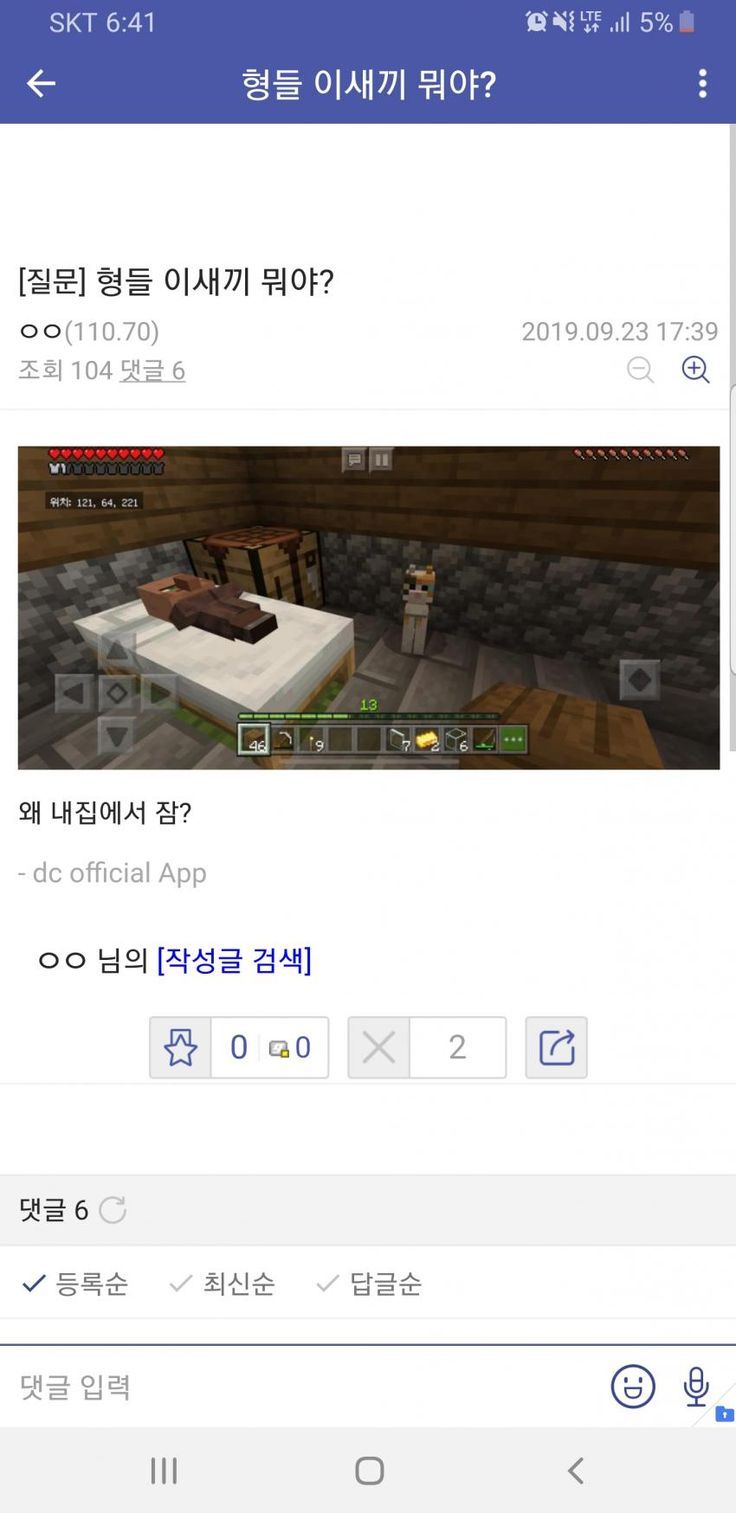 SKT 6:41
LTE
5%
형들 이새끼 뭐야?
[질문] 형들 이새끼 뭐야?
ㅇㅇ(110.70)
2019.09.23 17:39
조회 104 댓글 6
위치: 121, 64, 221
13
46
9
7
2
6
왜 내집에서 잠?
- dc official App
ㅇㅇ 님의 [작성글 검색]
0
0
2
댓글 6
등록순
최신순
답글순
댓글 입력